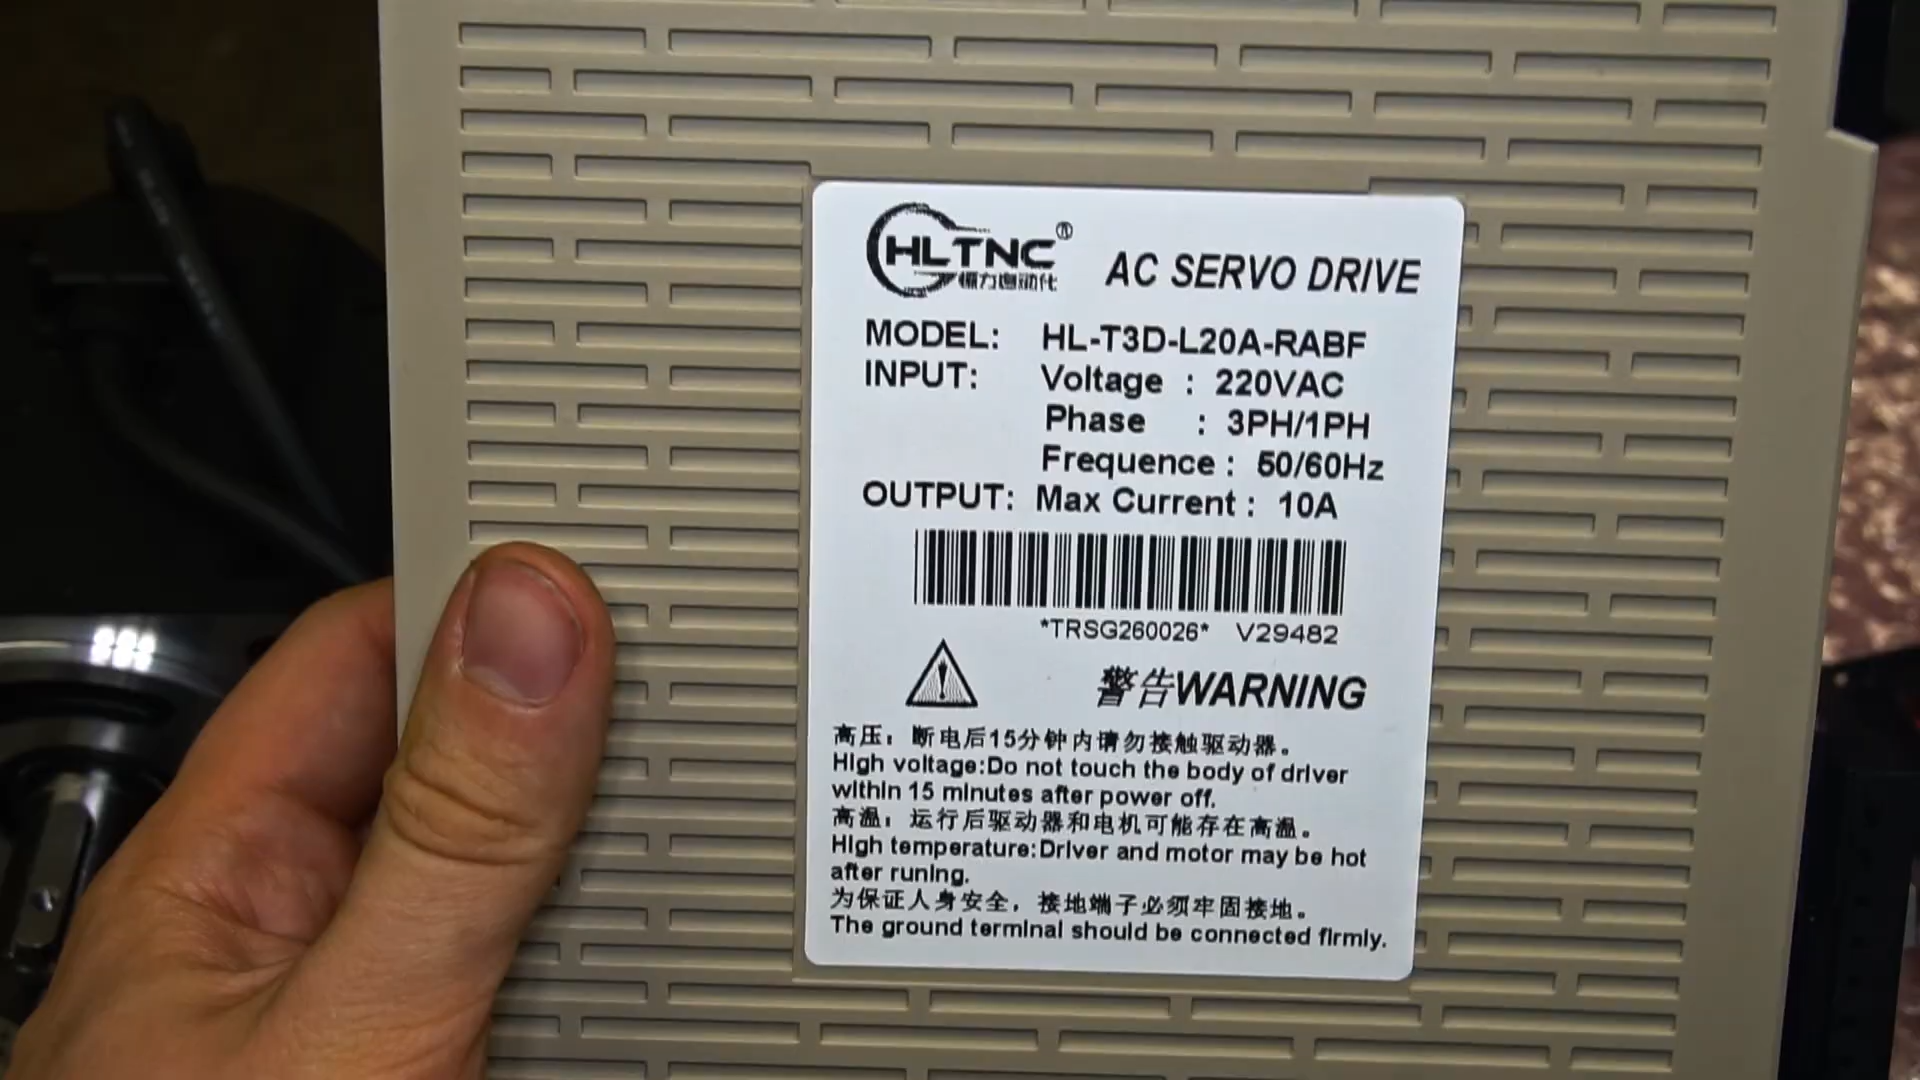 HLTNC®
恒力自动化
AC SERVO DRIVE
MODEL: HL-T3D-L20A-RABF
INPUT: Voltage : 220VAC
Phase : 3PH/1PH
Frequence : 50/60Hz
OUTPUT: Max Current : 10A
*TRSG260026* V29482
警告WARNING
高压：断电后15分钟内请勿接触驱动器。
High voltage:Do not touch the body of driver
within 15 minutes after power off.
高温：运行后驱动器和电机可能存在高温。
High temperature:Driver and motor may be hot
after runing.
为保证人身安全，接地端子必须牢固接地。
The ground terminal should be connected firmly.